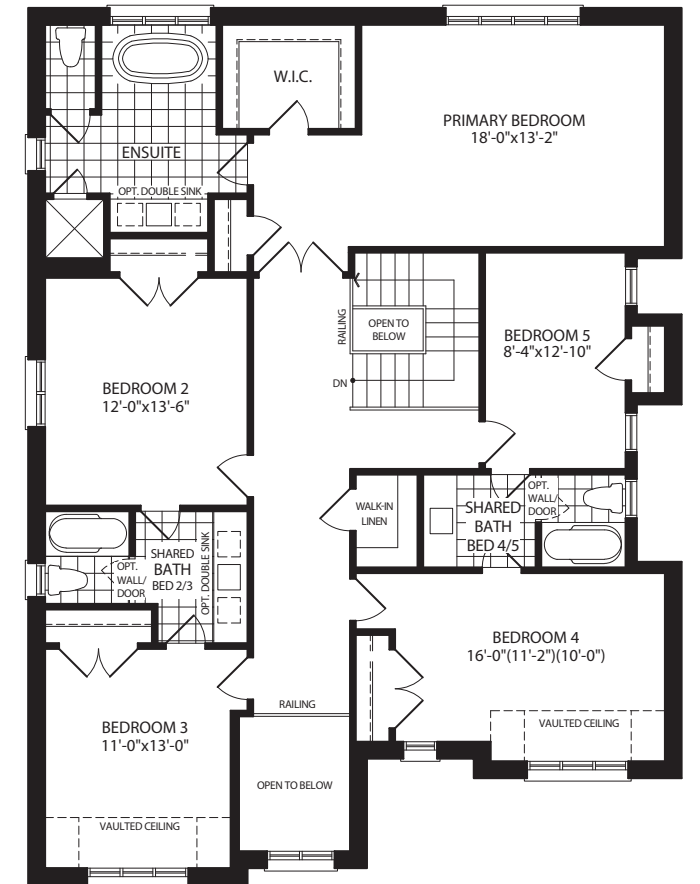 W.I.C.
PRIMARY BEDROOM
18'-0"x13'-2"
ENSUITE
OPT. DOUBLE SINK
RAILING
OPEN TO
BELOW
DN
BEDROOM 5
8'-4"x12'-10"
BEDROOM 2
12'-0"x13'-6"
WALK-IN
LINEN
SHARED
BATH
BED 4/5
OPT.
WALL/
DOOR
SHARED
BATH
BED 2/3
OPT.
WALL/
DOOR
OPT. DOUBLE SINK
BEDROOM 4
16'-0"(11'-2")(10'-0")
VAULTED CEILING
RAILING
BEDROOM 3
11'-0"x13'-0"
OPEN TO BELOW
VAULTED CEILING